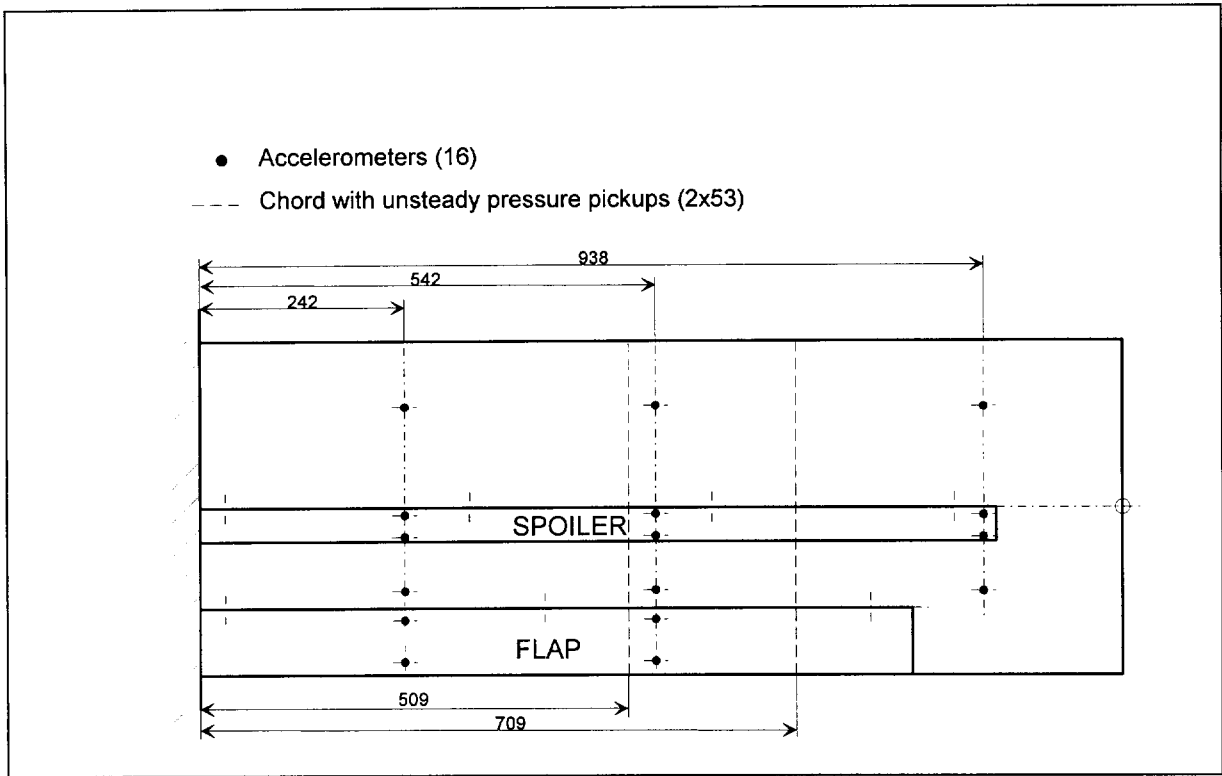 Accelerometers (16)
Chord with unsteady pressure pickups (2x53)
938
542
242
SPOILER
FLAP
509
709